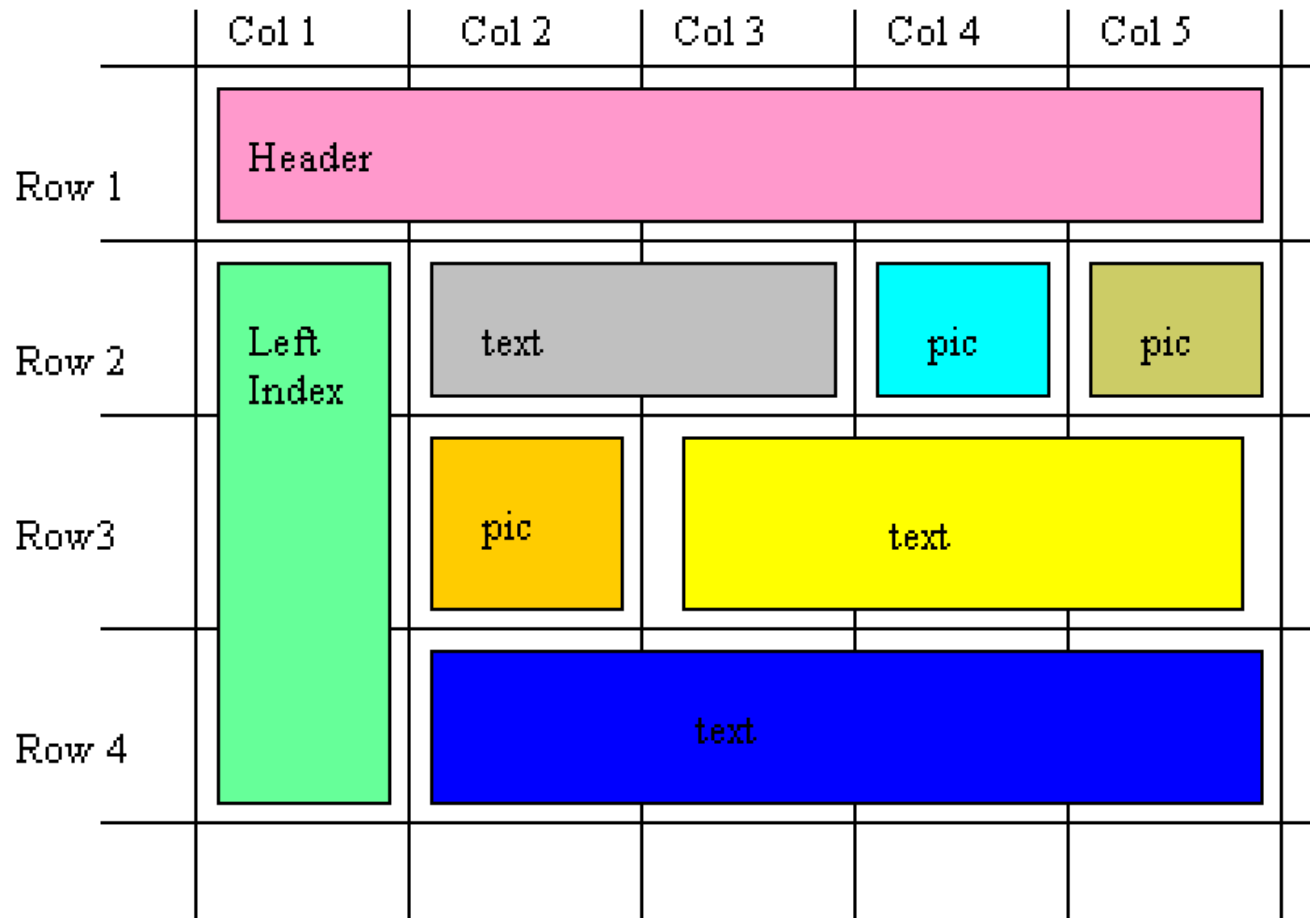 Col 1 Col 2 Col 3 Col 4 Col 5
Header
Row 1
Left
Index
text
pic
pic
Row 2
pic
text
Row3
text
Row 4